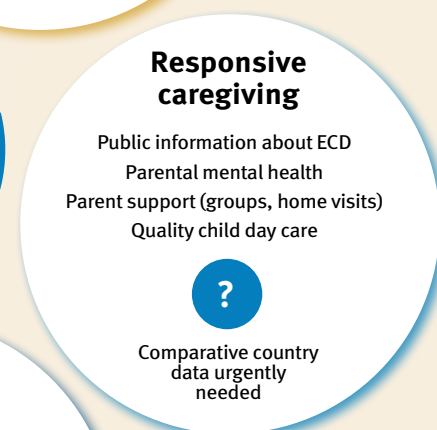 Responsive
caregiving
Public information about ECD
Parental mental health
Parent support (groups, home visits)
Quality child day care
?
Comparative country
data urgently
needed